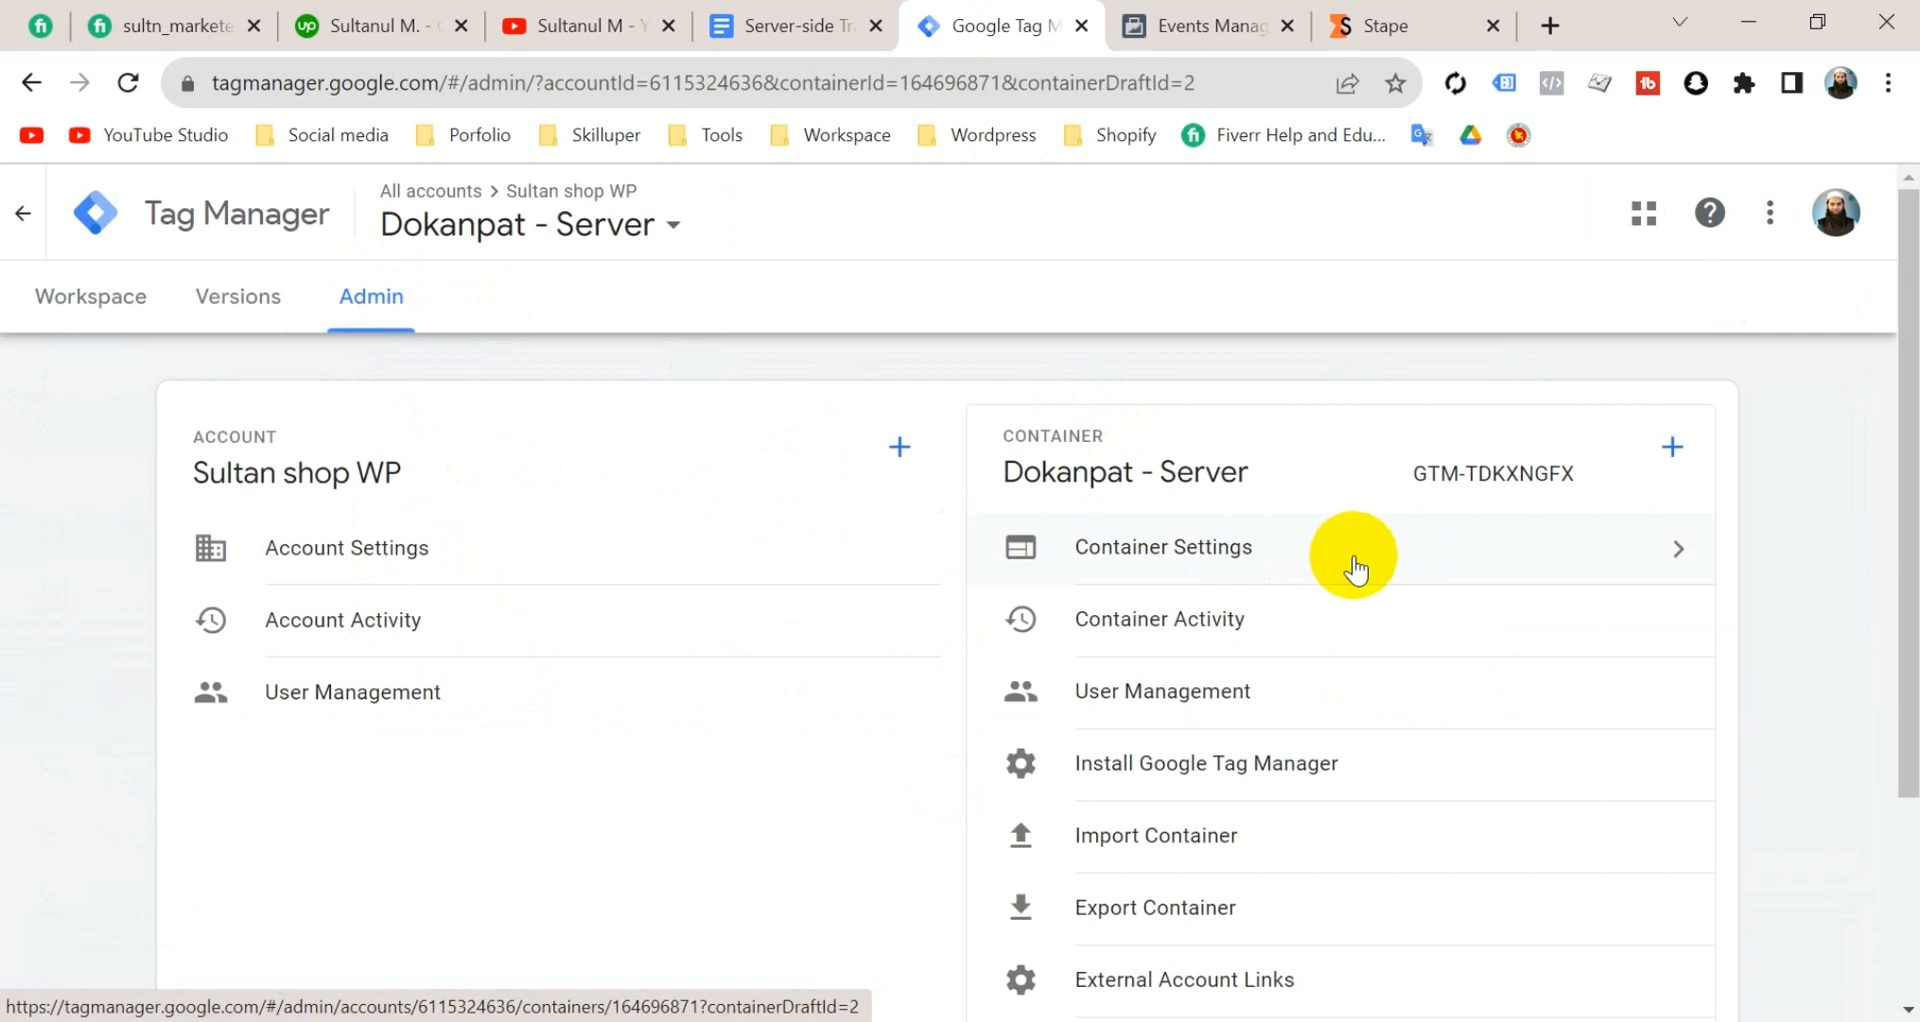 sultn_markete
Sultanul M. -
Sultanul M - Y
Server-side Tr
Google Tag M
Events Manag
Stape
tagmanager.google.com/#/admin/?accountId=6115324636&containerId=164696871&containerDraftId=2
YouTube Studio
Social media
Porfolio
Skilluper
Tools
Workspace
Wordpress
Shopify
Fiverr Help and Edu...
Tag Manager
All accounts > Sultan shop WP
Dokanpat - Server
Workspace
Versions
Admin
ACCOUNT
Sultan shop WP
Account Settings
Account Activity
User Management
CONTAINER
Dokanpat - Server GTM-TDKXNGFX
Container Settings
Container Activity
User Management
Install Google Tag Manager
Import Container
Export Container
External Account Links
https://tagmanager.google.com/#/admin/accounts/6115324636/containers/164696871?containerDraftId=2